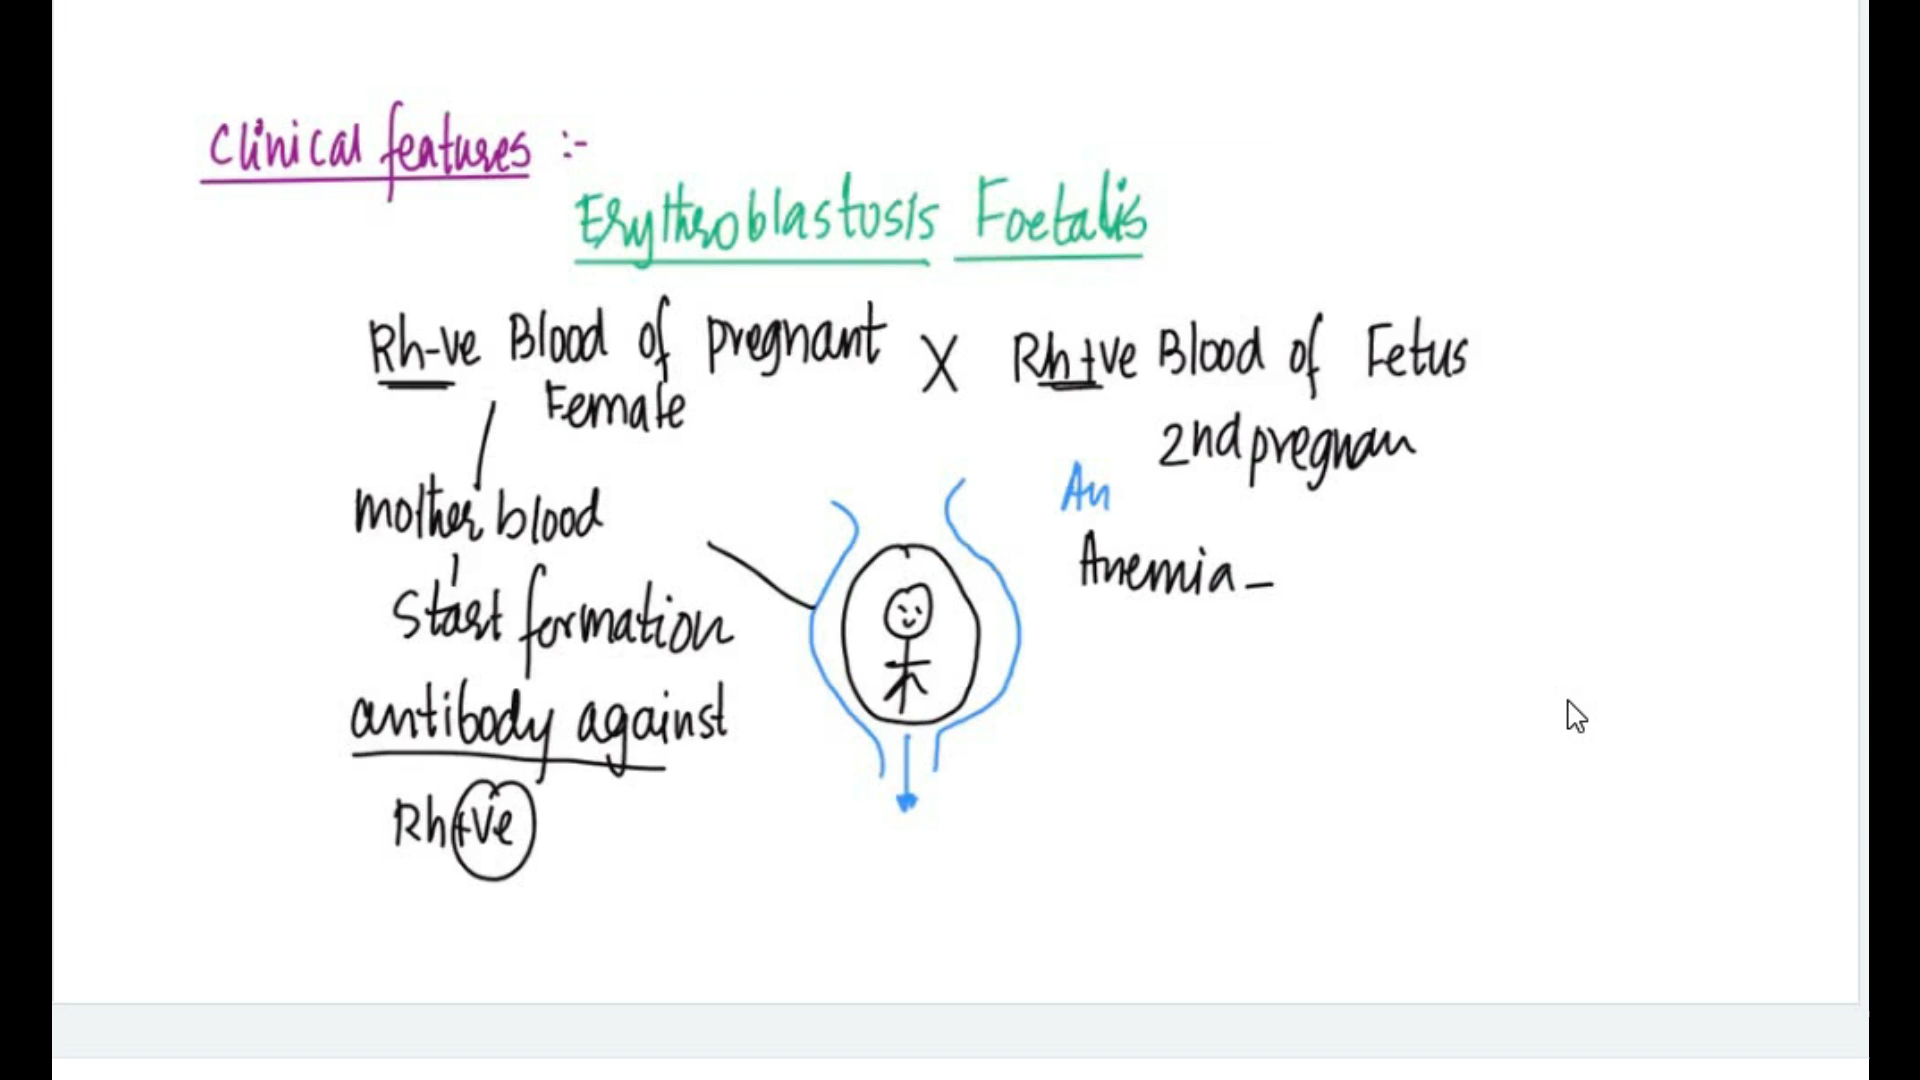 Clinical features :-
Erythroblastosis Foetalis
Rh-ve Blood of pregnant X Rh+ve Blood of Fetus
Female
2nd pregnan
mother blood
An
Anemia -
start formation
antibody against
Rh+ve